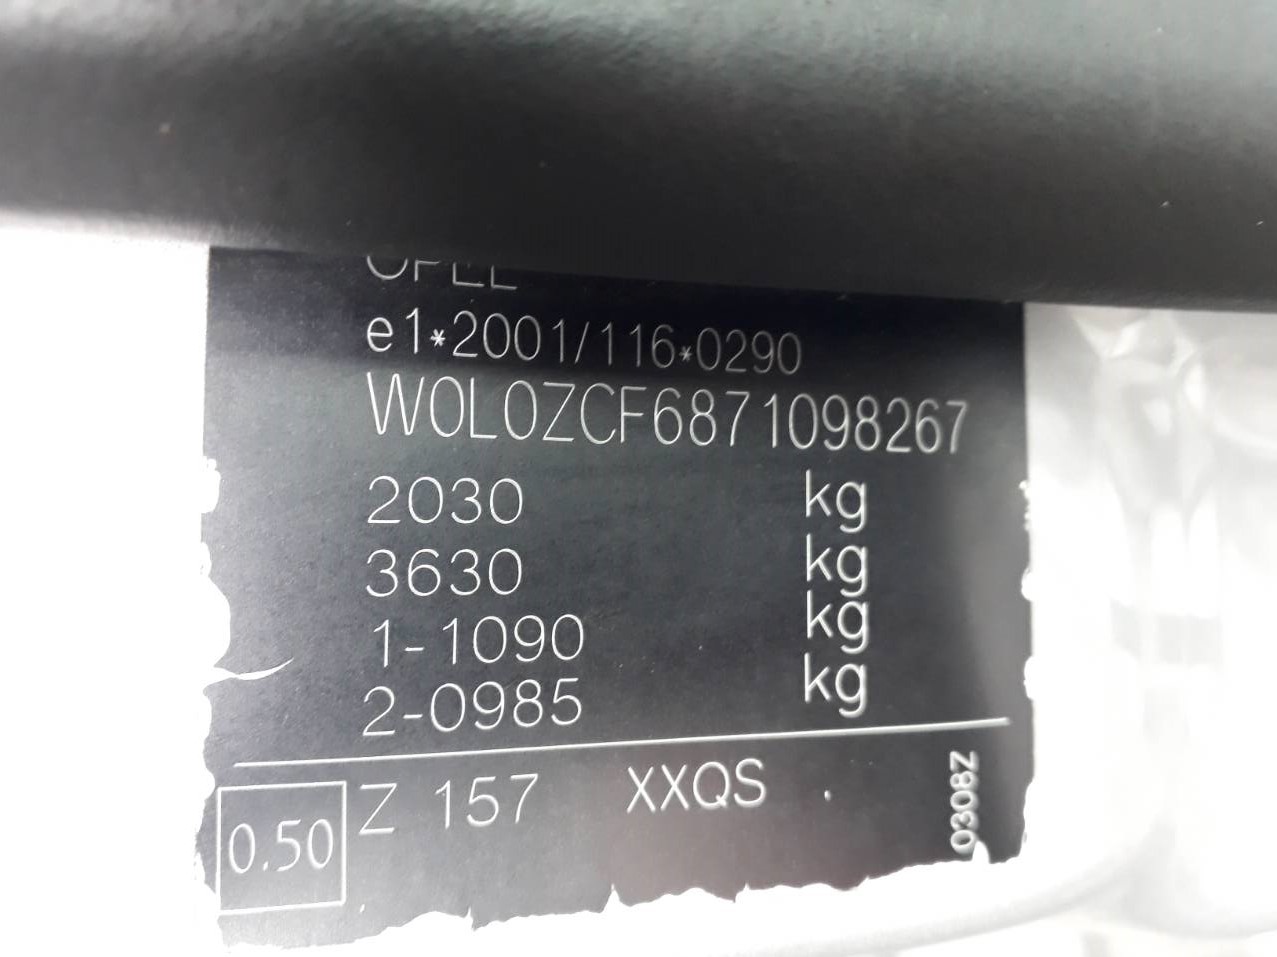 OPEL
e1*2001/116*0290
W0L0ZCF6871098267
2030 kg
3630 kg
1-1090 kg
2-0985 kg
0.50 Z 157 XXQS .
0308Z